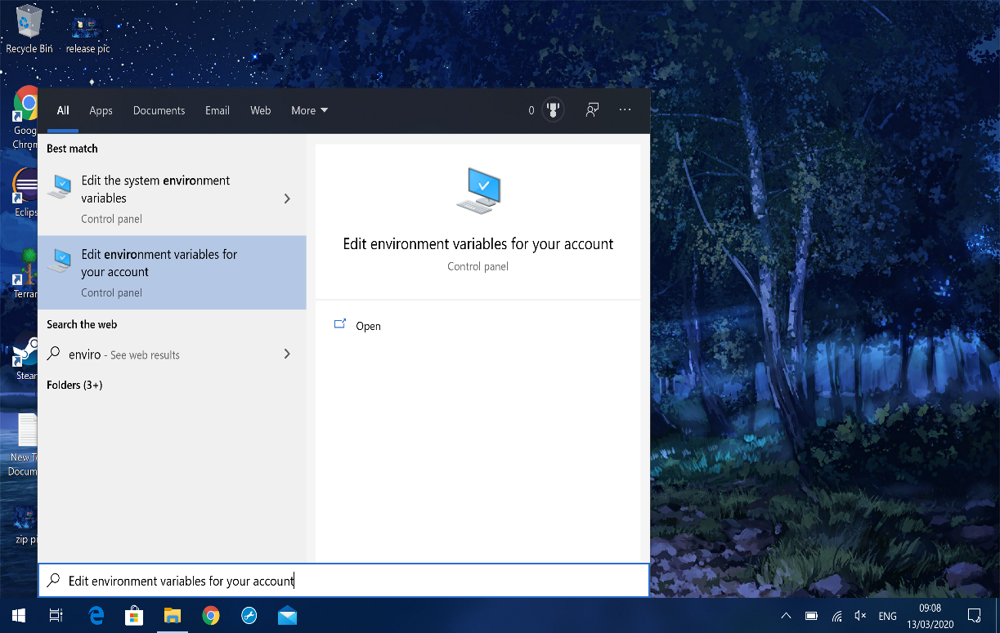 Recycle Bin
release pic
Goog
Chrom
Eclips
Terrar
Stear
New T
Docum
zip pi
All Apps Documents Email Web More
0
Best match
Edit the system environment
variables
Control panel
Edit environment variables for
your account
Control panel
Search the web
enviro - See web results
Folders (3+)
Edit environment variables for your account
Control panel
Open
Edit environment variables for your account
ENG
09:08
13/03/2020